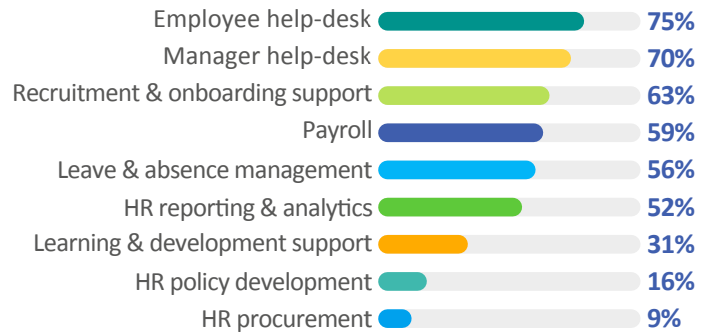 Employee help-desk 75%
Manager help-desk 70%
Recruitment & onboarding support 63%
Payroll 59%
Leave & absence management 56%
HR reporting & analytics 52%
Learning & development support 31%
HR policy development 16%
HR procurement 9%